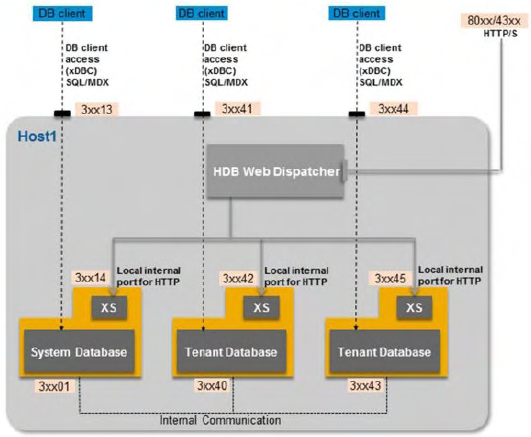 DB client
DB client
DB client
80xx/43xx
HTTP/S
DB client
access
(xDBC)
SQL/MDX
DB client
access
(xDBC)
SQL/MDX
DB client
access
(xDBC)
SQL/MDX
3xx13
3xx41
3xx44
Host1
HDB Web Dispatcher
3xx14
Local internal
port for HTTP
3xx42
Local internal
port for HTTP
3xx45
Local internal
port for HTTP
XS
XS
XS
System Database
Tenant Database
Tenant Database
3xx01
3xx40
3xx43
Internal Communication